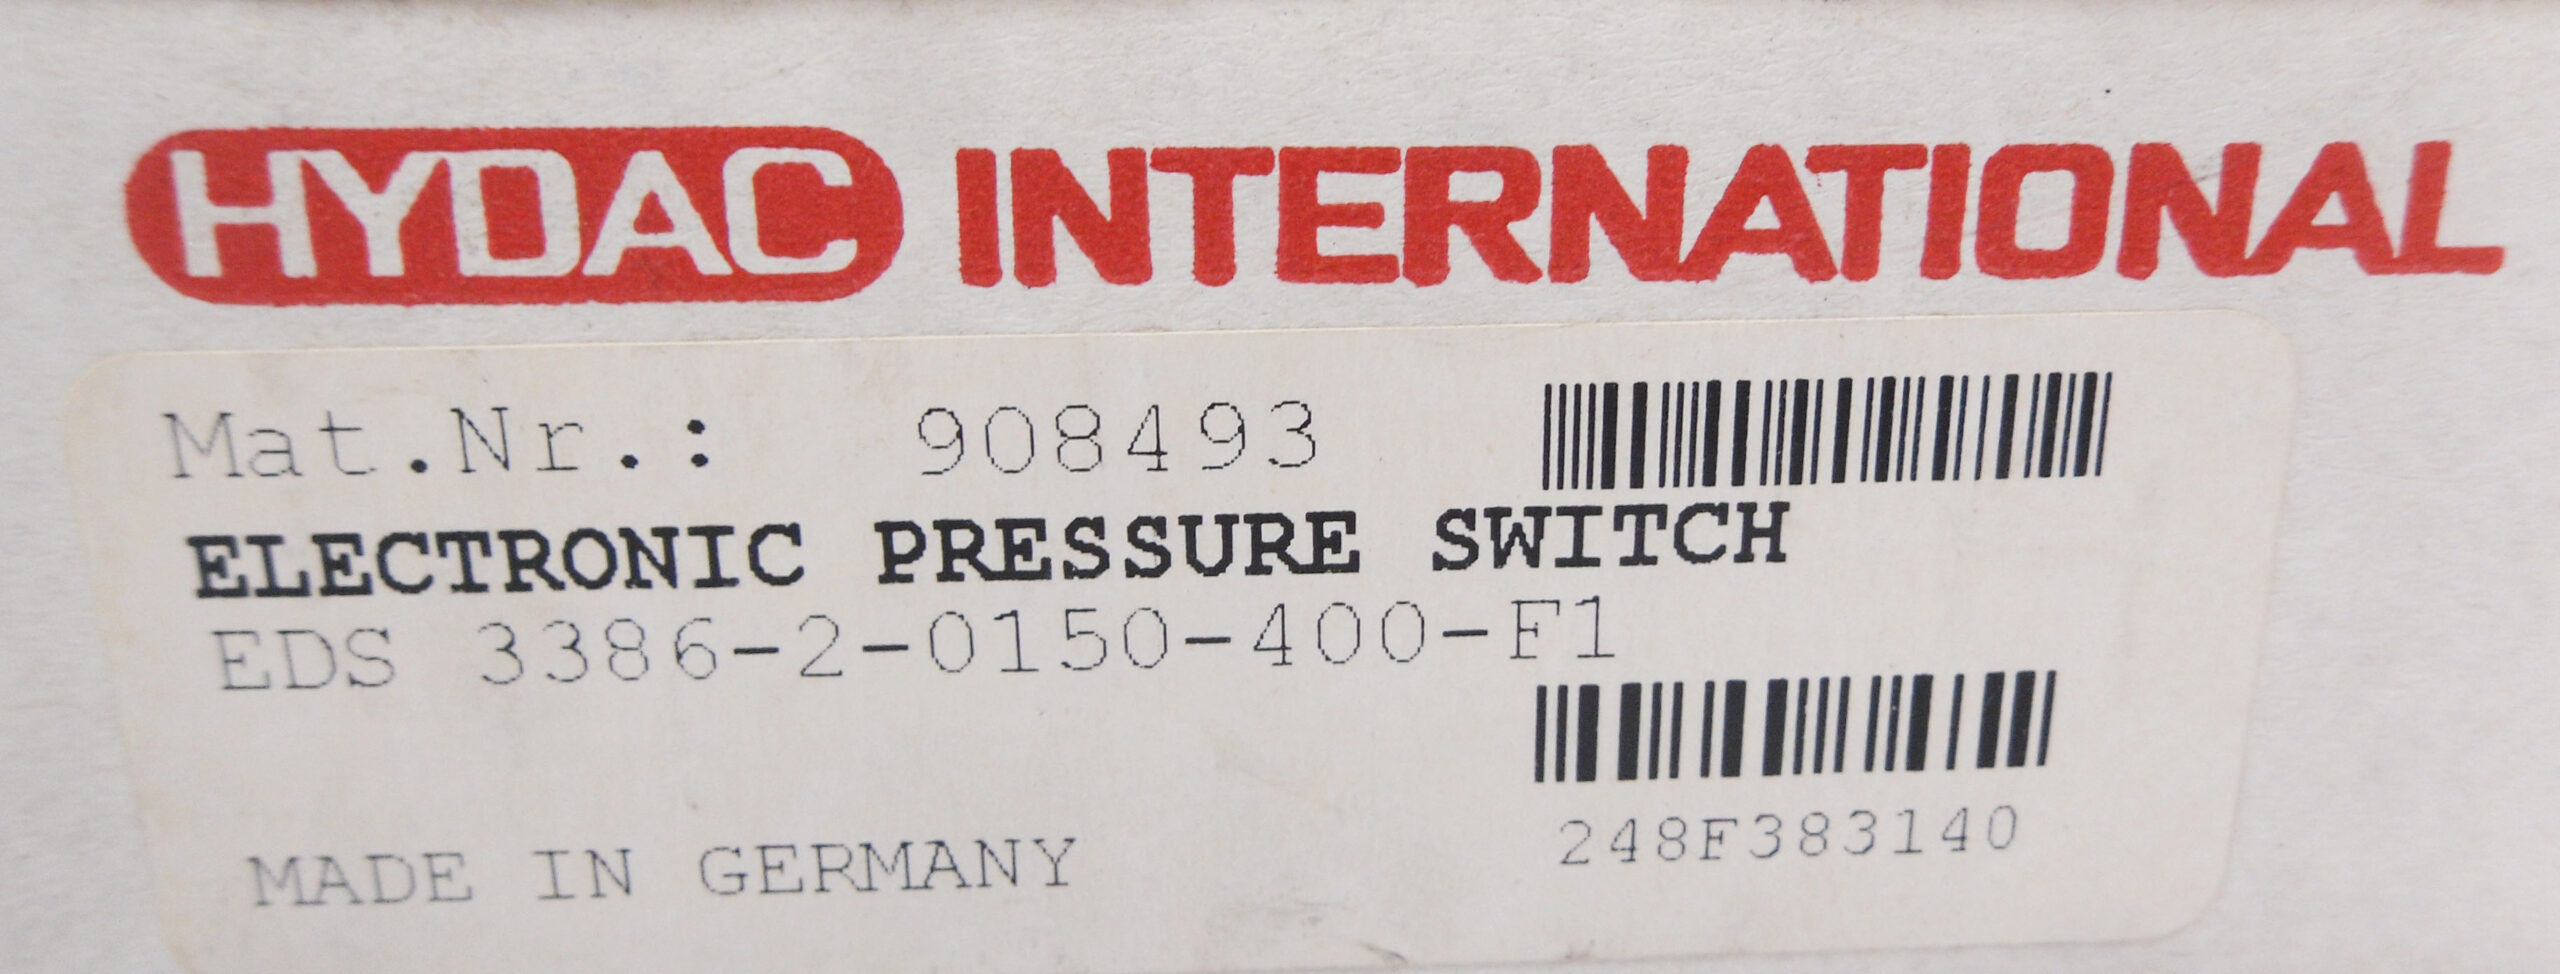 HYDAC INTERNATIONAL
Mat.Nr.: 908493
ELECTRONIC PRESSURE SWITCH
EDS 3386-2-0150-400-F1
248F383140
MADE IN GERMANY